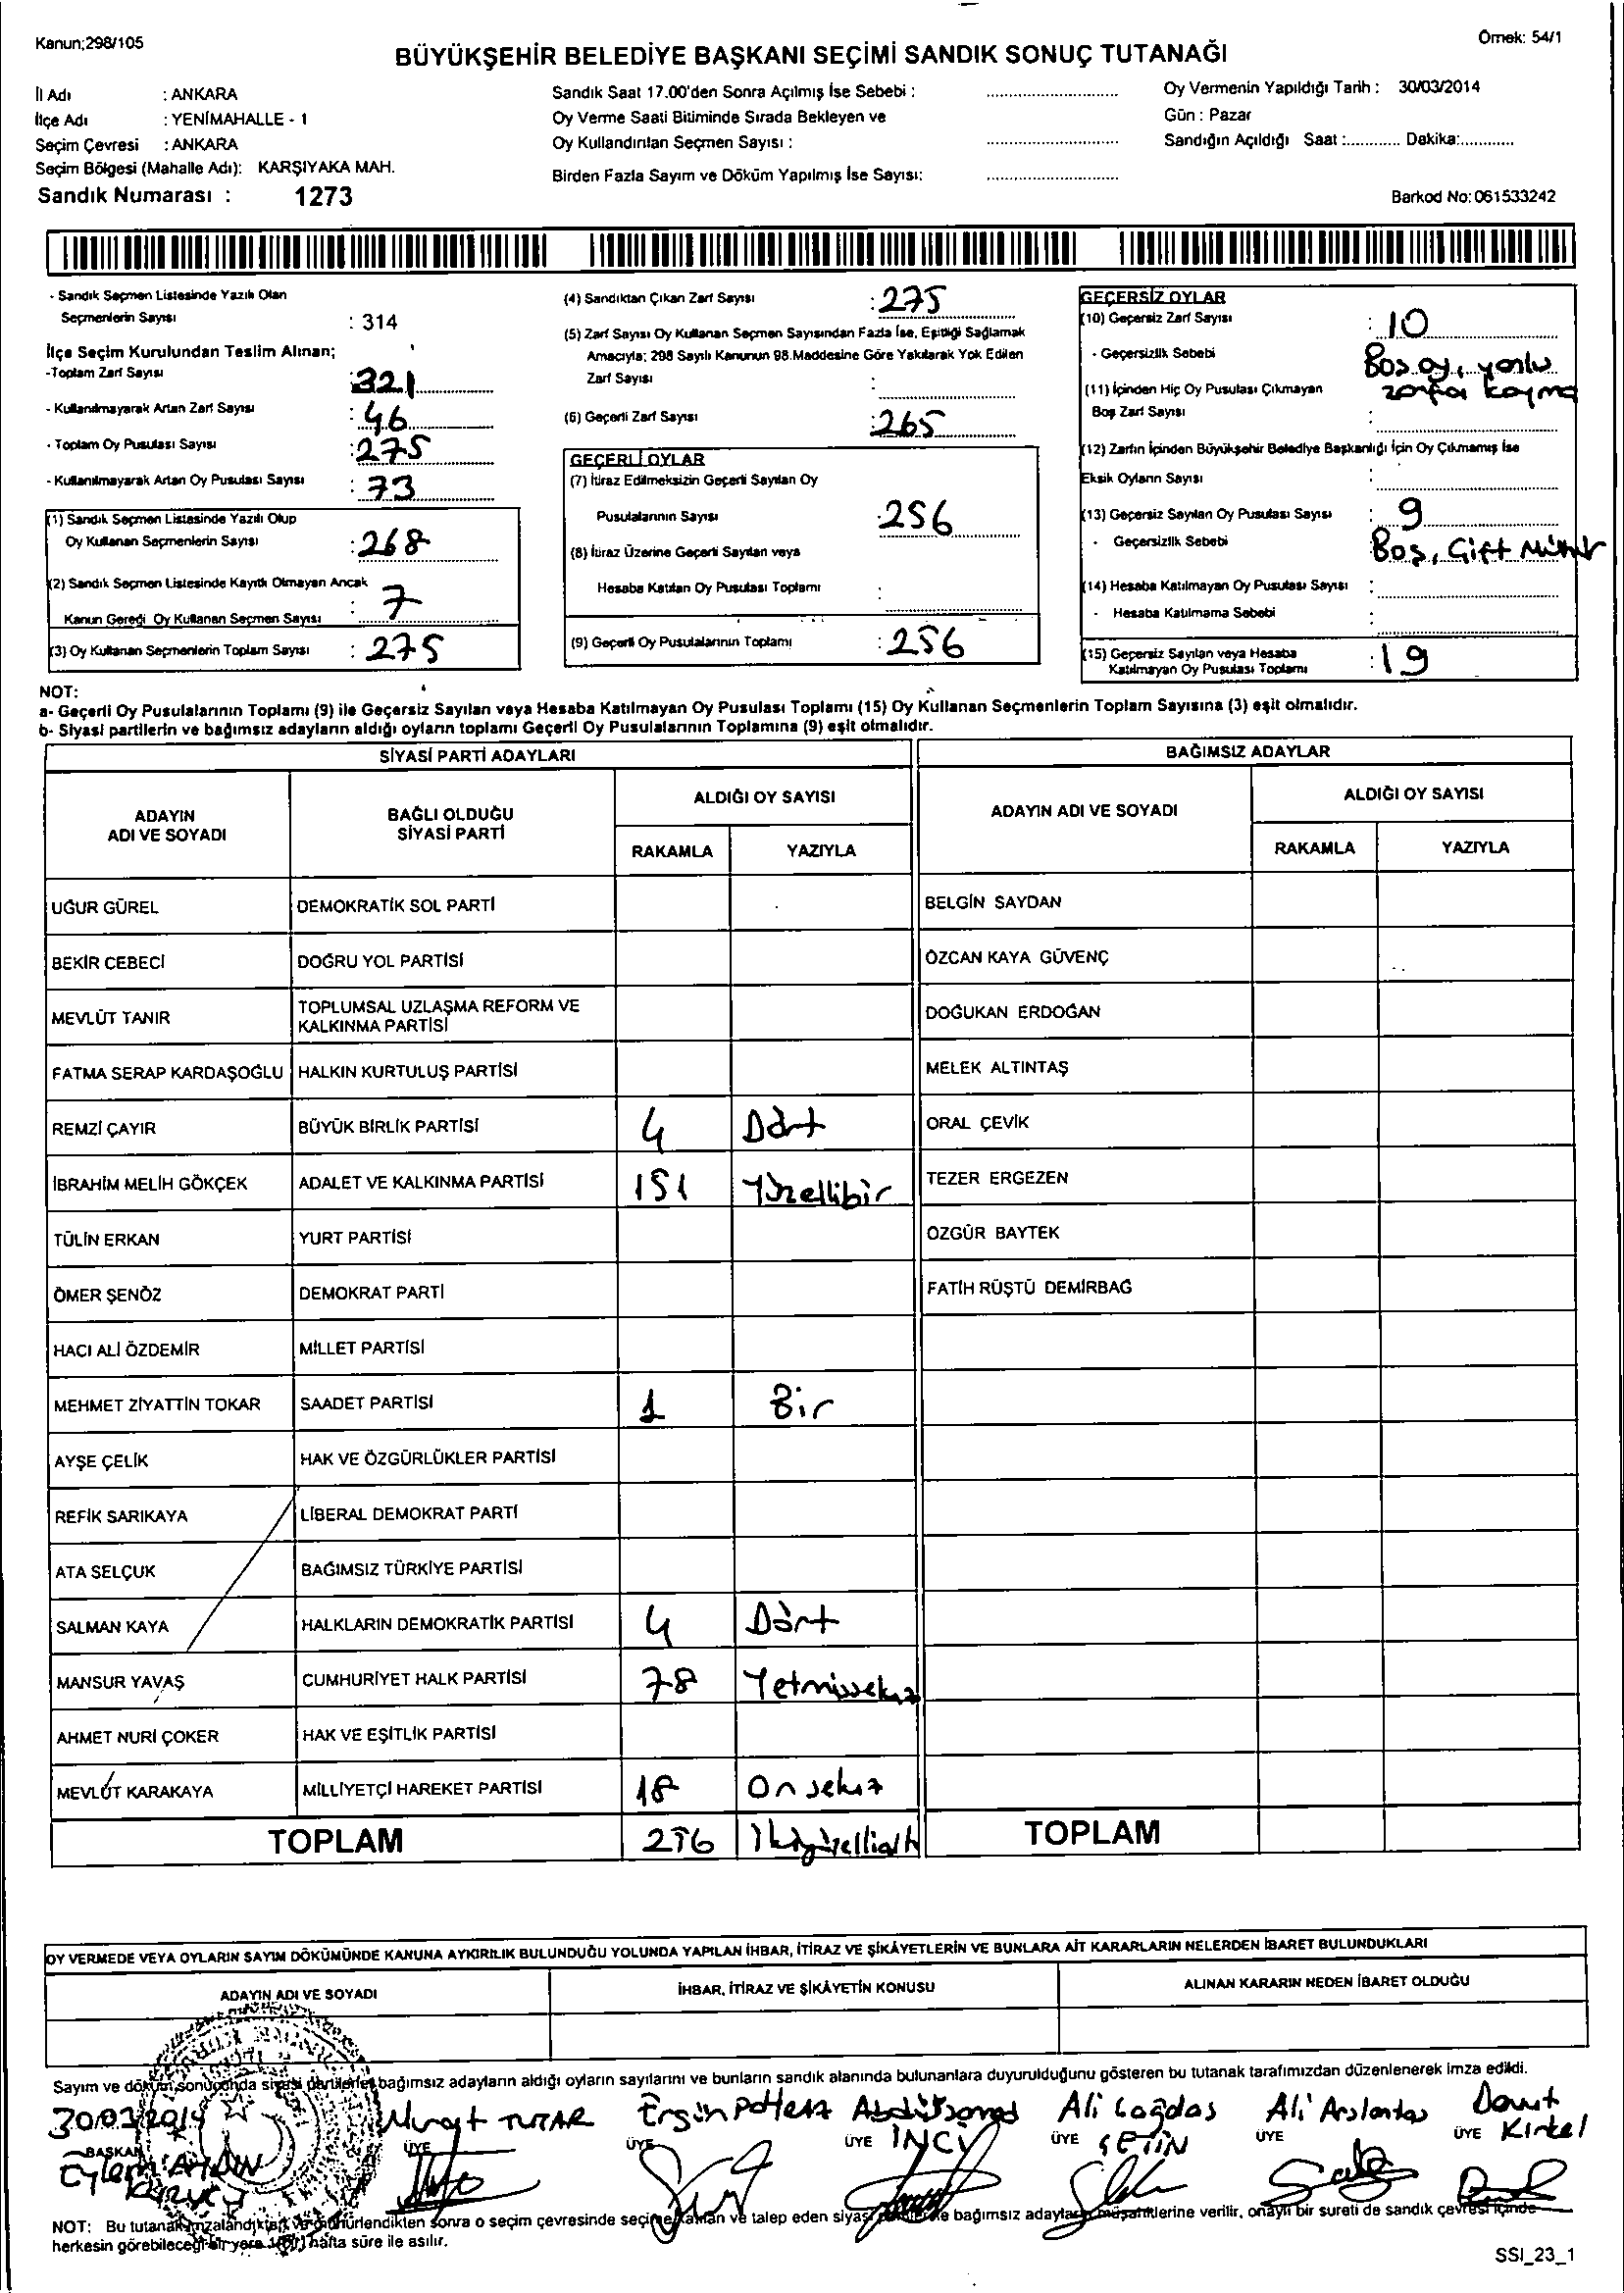 Kanun;298/105
Örnek: 54/1
BÜYÜKŞEHİR BELEDİYE BAŞKANI SEÇİMİ SANDIK SONUÇ TUTANAĞI
İl Adı : ANKARA
İlçe Adı : YENİMAHALLE - 1
Seçim Çevresi : ANKARA
Seçim Bölgesi (Mahalle Adı): KARŞIYAKA MAH.
Sandık Numarası : 1273
Sandık Saat 17.00'den Sonra Açılmış İse Sebebi :
Oy Verme Saati Bitiminde Sırada Bekleyen ve
Oy Kullandırılan Seçmen Sayısı :
Birden Fazla Sayım ve Döküm Yapılmış İse Sayısı:
Oy Vermenin Yapıldığı Tarih : 30/03/2014
Gün : Pazar
Sandığın Açıldığı Saat :............ Dakika:............
Barkod No: 061533242
- Sandık Seçmen Listesinde Yazılı Olan
Seçmenlerin Sayısı : 314
İlçe Seçim Kurulundan Teslim Alınan;
-Toplam Zarf Sayısı : 321
- Kullanılmayarak Artan Zarf Sayısı : 46
- Toplam Oy Pusulası Sayısı : 275
- Kullanılmayarak Artan Oy Pusulası Sayısı : 73
(1) Sandık Seçmen Listesinde Yazılı Olup
Oy Kullanan Seçmenlerin Sayısı : 268
(2) Sandık Seçmen Listesinde Kayıtlı Olmayan Ancak
Kanun Gereği Oy Kullanan Seçmen Sayısı : 7
(3) Oy Kullanan Seçmenlerin Toplam Sayısı : 275
(4) Sandıktan Çıkan Zarf Sayısı : 275
(5) Zarf Sayısı Oy Kullanan Seçmen Sayısından Fazla İse, Eşitliği Sağlamak
Amacıyla; 298 Sayılı Kanunun 98.Maddesine Göre Yakılarak Yok Edilen
Zarf Sayısı :
(6) Geçerli Zarf Sayısı : 265
GEÇERLİ OYLAR
(7) İtiraz Edilmeksizin Geçerli Sayılan Oy
Pusulalarının Sayısı : 256
(8) İtiraz Üzerine Geçerli Sayılan veya
Hesaba Katılan Oy Pusulası Toplamı :
(9) Geçerli Oy Pusulalarının Toplamı : 256
GEÇERSİZ OYLAR
(10) Geçersiz Zarf Sayısı : 10
- Geçersizlik Sebebi Boş oy, yanlış
zarfa koyma
(11) İçinden Hiç Oy Pusulası Çıkmayan
Boş Zarf Sayısı :
(12) Zarfın İçinden Büyükşehir Belediye Başkanlığı İçin Oy Çıkmamış İse
Eksik Oyların Sayısı :
(13) Geçersiz Sayılan Oy Pusulası Sayısı : 9
- Geçersizlik Sebebi : Boş, Çift Mühür
(14) Hesaba Katılmayan Oy Pusulası Sayısı :
- Hesaba Katılmama Sebebi :
(15) Geçersiz Sayılan veya Hesaba
Katılmayan Oy Pusulası Toplamı : 19
NOT:
a- Geçerli Oy Pusulalarının Toplamı (9) ile Geçersiz Sayılan veya Hesaba Katılmayan Oy Pusulası Toplamı (15) Oy Kullanan Seçmenlerin Toplam Sayısına (3) eşit olmalıdır.
b- Siyasi partilerin ve bağımsız adayların aldığı oyların toplamı Geçerli Oy Pusulalarının Toplamına (9) eşit olmalıdır.
SİYASİ PARTİ ADAYLARI
BAĞIMSIZ ADAYLAR
ADAYIN ADI VE SOYADI
BAĞLI OLDUĞU SİYASİ PARTİ
ALDIĞI OY SAYISI
RAKAMLA YAZIYLA
ADAYIN ADI VE SOYADI
ALDIĞI OY SAYISI
RAKAMLA YAZIYLA
UĞUR GÜREL DEMOKRATİK SOL PARTİ BELGİN SAYDAN
BEKİR CEBECİ DOĞRU YOL PARTİSİ ÖZCAN KAYA GÜVENÇ
MEVLÜT TANIR TOPLUMSAL UZLAŞMA REFORM VE KALKINMA PARTİSİ DOĞUKAN ERDOĞAN
FATMA SERAP KARDAŞOĞLU HALKIN KURTULUŞ PARTİSİ MELEK ALTINTAŞ
REMZİ ÇAYIR BÜYÜK BİRLİK PARTİSİ 4 Dört ORAL ÇEVİK
İBRAHİM MELİH GÖKÇEK ADALET VE KALKINMA PARTİSİ 151 Yüzellibir TEZER ERGEZEN
TÜLİN ERKAN YURT PARTİSİ ÖZGÜR BAYTEK
ÖMER ŞENÖZ DEMOKRAT PARTİ FATİH RÜŞTÜ DEMİRBAĞ
HACI ALİ ÖZDEMİR MİLLET PARTİSİ
MEHMET ZİYATTİN TOKAR SAADET PARTİSİ 1 Bir
AYŞE ÇELİK HAK VE ÖZGÜRLÜKLER PARTİSİ
REFİK SARIKAYA LİBERAL DEMOKRAT PARTİ
ATA SELÇUK BAĞIMSIZ TÜRKİYE PARTİSİ
SALMAN KAYA HALKLARIN DEMOKRATİK PARTİSİ 4 Dört
MANSUR YAVAŞ CUMHURİYET HALK PARTİSİ 78 Yetmişsekiz
AHMET NURİ ÇOKER HAK VE EŞİTLİK PARTİSİ
MEVLÜT KARAKAYA MİLLİYETÇİ HAREKET PARTİSİ 18 On sekiz
TOPLAM 256 İkiyüzellialtı TOPLAM
OY VERMEDE VEYA OYLARIN SAYIM DÖKÜMÜNDE KANUNA AYKIRILIK BULUNDUĞU YOLUNDA YAPILAN İHBAR, İTİRAZ VE ŞİKÂYETLERİN VE BUNLARA AİT KARARLARIN NELERDEN İBARET BULUNDUKLARI
ADAYIN ADI VE SOYADI İHBAR, İTİRAZ VE ŞİKÂYETİN KONUSU ALINAN KARARIN NEDEN İBARET OLDUĞU
Sayım ve döküm sonucunda siyasi partilerle bağımsız adayların aldığı oyların sayılarını ve bunların sandık alanında bulunanlara duyurulduğunu gösteren bu tutanak tarafımızdan düzenlenerek imza edildi.
30/03/2014 Murat TUTAR Ergin Ali Çağdaş Ali Arslantaş Davut
BAŞKAN ÜYE ÜYE ÜYE İNCİ ÜYE ÇETİN ÜYE ÜYE Kirkel
Eylem AYDIN
NOT: Bu tutanak imzalandıktan ve mühürlendikten sonra o seçim çevresinde seçime katılan ve talep eden siyasi partilerle bağımsız adayların müşahitlerine verilir, onaylı bir sureti de sandık çevresi içinde
herkesin görebileceği bir yere 1 (bir) hafta süre ile asılır.
SSI_23_1